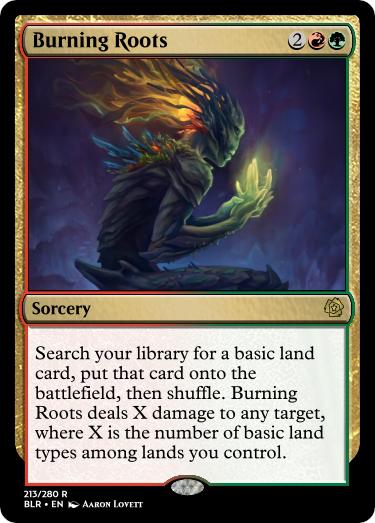 Burning Roots 2
Sorcery
Search your library for a basic land
card, put that card onto the
battlefield, then shuffle. Burning
Roots deals X damage to any target,
where X is the number of basic land
types among lands you control.
213/280 R
BLR • EN Aaron Lovett